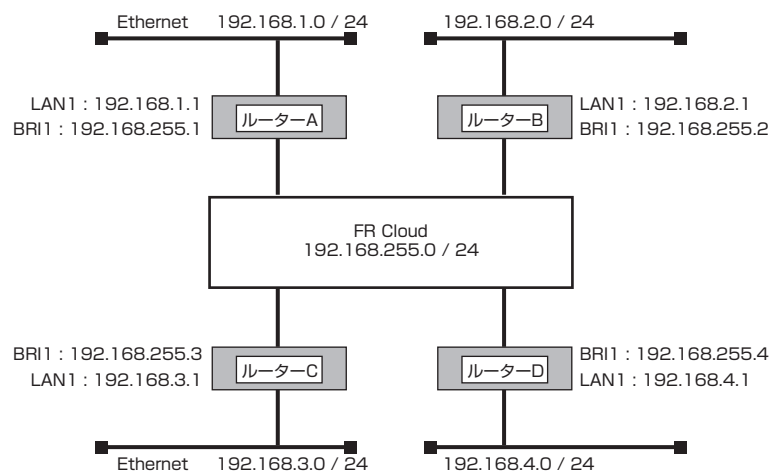 Ethernet 192.168.1.0 / 24
192.168.2.0 / 24
LAN1 : 192.168.1.1
BRI1 : 192.168.255.1
ルーターA
ルーターB
LAN1 : 192.168.2.1
BRI1 : 192.168.255.2
FR Cloud
192.168.255.0 / 24
BRI1 : 192.168.255.3
LAN1 : 192.168.3.1
ルーターC
ルーターD
BRI1 : 192.168.255.4
LAN1 : 192.168.4.1
Ethernet 192.168.3.0 / 24
192.168.4.0 / 24